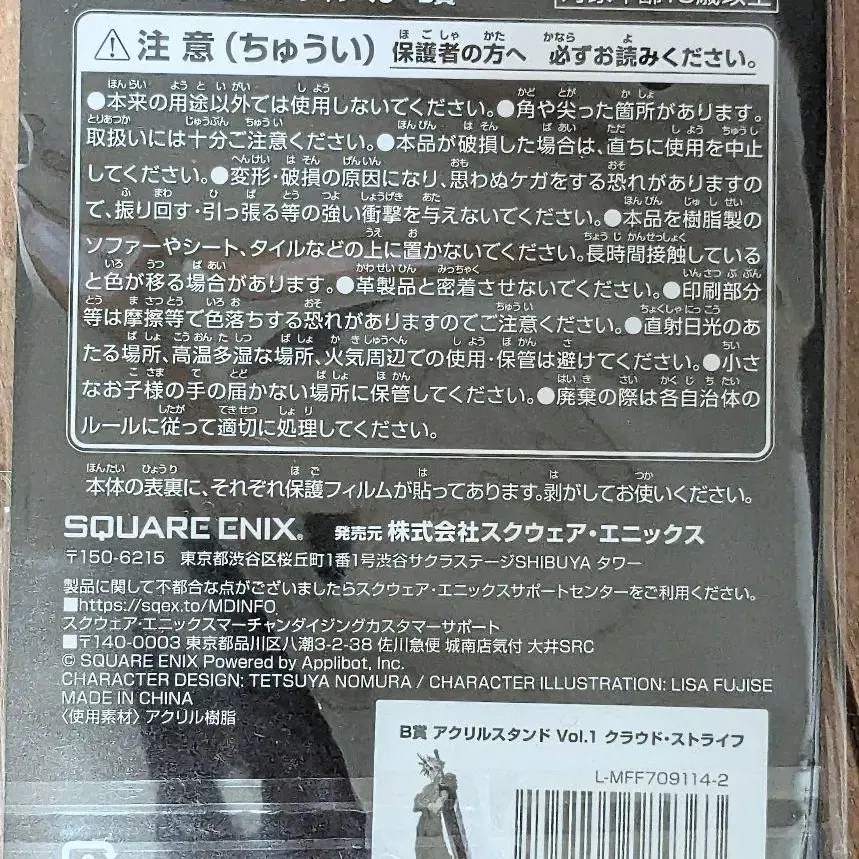 B賞
対象年齢15歳以上
注意(ちゅうい) 保護者の方へ 必ずお読みください。
●本来の用途以外では使用しないでください。●角や尖った箇所があります。
取扱いには十分ご注意ください。●本品が破損した場合は、直ちに使用を中止
してください。●変形・破損の原因になり、思わぬケガをする恐れがありますの
で、振り回す・引っ張る等の強い衝撃を与えないでください。●本品を樹脂製の
ソファーやシート、タイルなどの上に置かないでください。長時間接触している
と色が移る場合があります。●革製品と密着させないでください。●印刷部分
等は摩擦等で色落ちする恐れがありますのでご注意ください。●直射日光のあ
たる場所、高温多湿な場所、火気周辺での使用・保管は避けてください。●小さ
なお子様の手の届かない場所に保管してください。●廃棄の際は各自治体の
ルールに従って適切に処理してください。
本体の表裏に、それぞれ保護フィルムが貼ってあります。剥がしてお使いください。
SQUARE ENIX® 発売元 株式会社スクウェア・エニックス
〒150-6215 東京都渋谷区桜丘町1番1号渋谷サクラステージSHIBUYA タワー
製品に関して不都合な点がございましたらスクウェア・エニックスサポートセンターをご利用ください。
■https://sqex.to/MDINFO
スクウェア・エニックスマーチャンダイジングカスタマーサポート
■〒140-0003 東京都品川区八潮3-2-38 佐川急便 城南店気付 大井SRC
© SQUARE ENIX Powered by Applibot, Inc.
CHARACTER DESIGN: TETSUYA NOMURA / CHARACTER ILLUSTRATION: LISA FUJISE
MADE IN CHINA
〈使用素材〉アクリル樹脂
B賞 アクリルスタンド Vol.1 クラウド・ストライフ
L-MFF709114-2